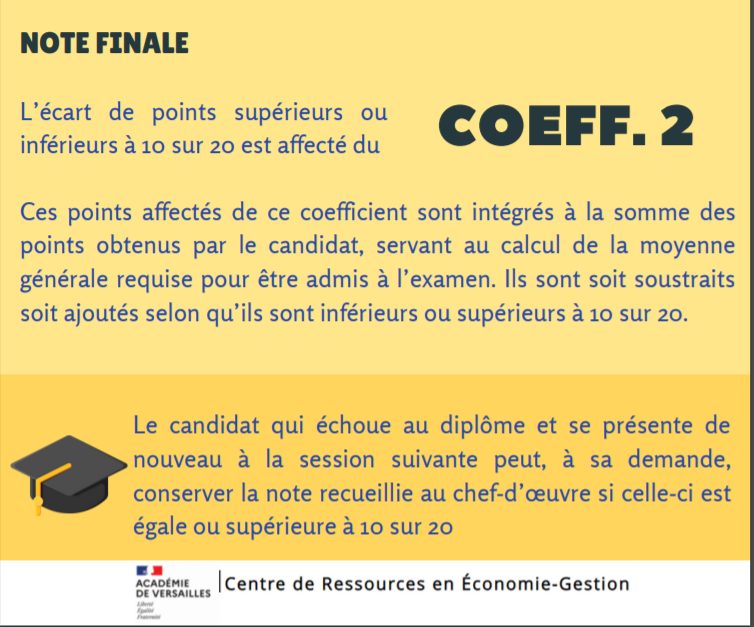 NOTE FINALE
L'écart de points supérieurs ou
inférieurs à 10 sur 20 est affecté du
COEFF. 2
Ces points affectés de ce coefficient sont intégrés à la somme des
points obtenus par le candidat, servant au calcul de la moyenne
générale requise pour être admis à l'examen. Ils sont soit soustraits
soit ajoutés selon qu'ils sont inférieurs ou supérieurs à 10 sur 20.
Le candidat qui échoue au diplôme et se présente de
nouveau à la session suivante peut, à sa demande,
conserver la note recueillie au chef-d'œuvre si celle-ci est
égale ou supérieure à 10 sur 20
ACADÉMIE
DE VERSAILLES
Liberté
Égalité
Fraternité
Centre de Ressources en Économie-Gestion